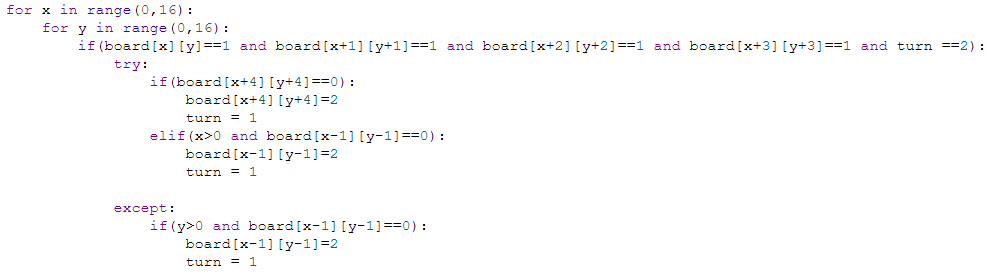 for x in range(0,16):
    for y in range(0,16):
        if(board[x][y]==1 and board[x+1][y+1]==1 and board[x+2][y+2]==1 and board[x+3][y+3]==1 and turn ==2):
            try:
                if(board[x+4][y+4]==0):
                    board[x+4][y+4]=2
                    turn = 1
                elif(x>0 and board[x-1][y-1]==0):
                    board[x-1][y-1]=2
                    turn = 1

            except:
                if(y>0 and board[x-1][y-1]==0):
                    board[x-1][y-1]=2
                    turn = 1